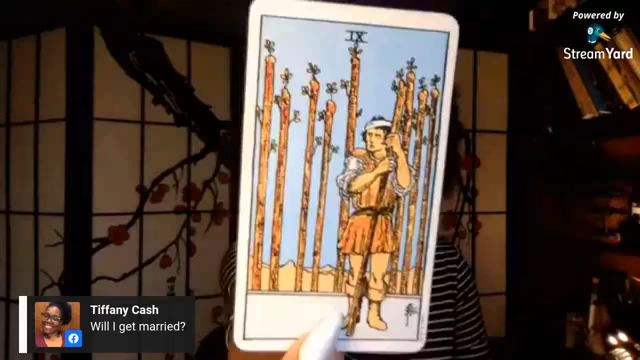 Powered by
StreamYard
IX
Tiffany Cash
Will I get married?